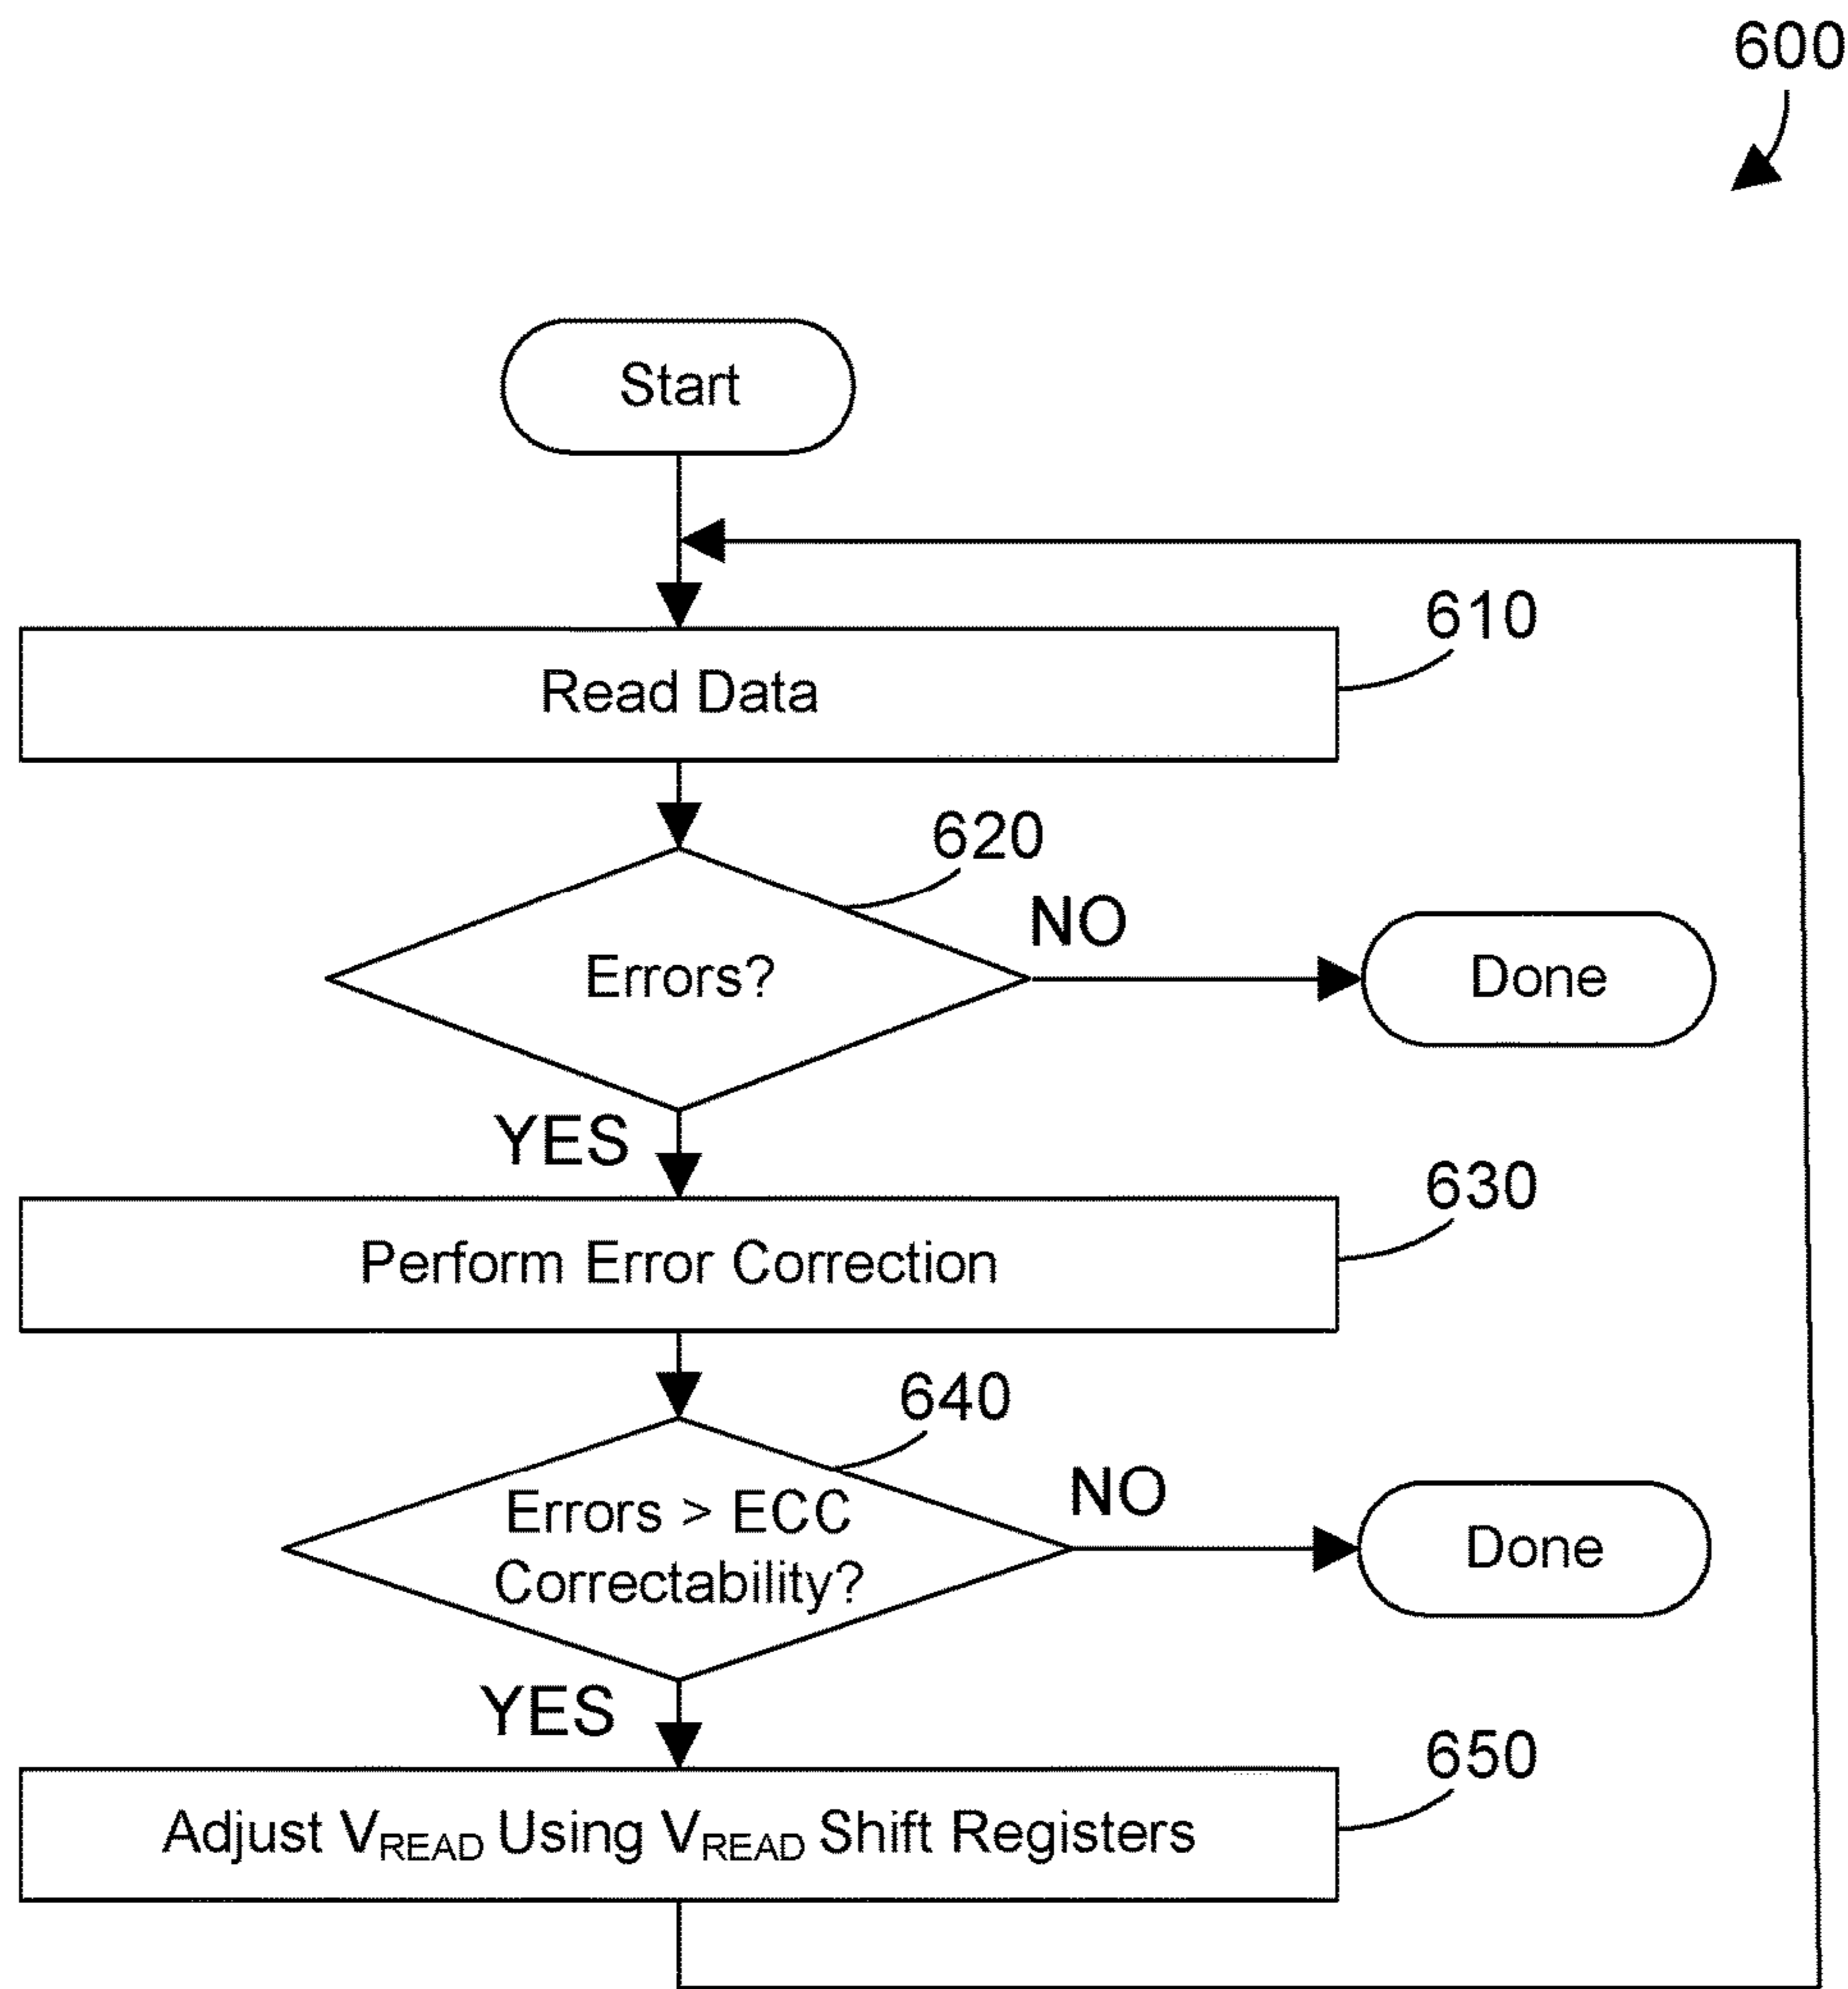 600
Start
610
Read Data
620
NO
Errors?
Done
YES
630
Perform Error Correction
640
NO
Errors > ECC
Correctability?
Done
YES
650
Adjust VREAD Using VREAD Shift Registers